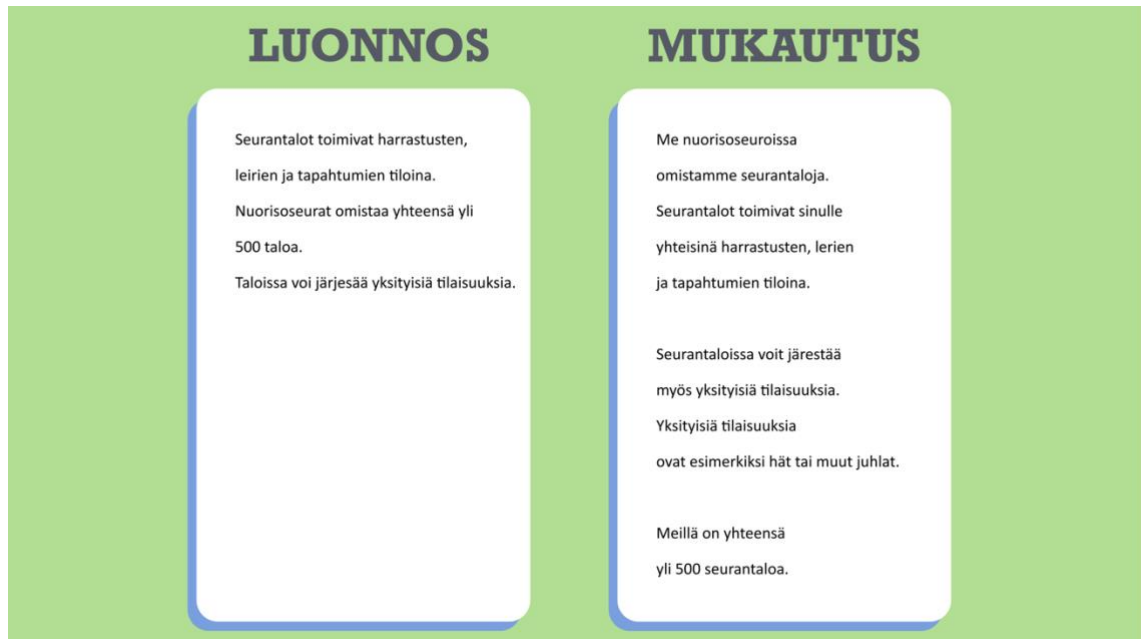 LUONNOS
Seurantalot toimivat harrastusten,
leirien ja tapahtumien tiloina.
Nuorisoseurat omistaa yhteensä yli
500 taloa.
Taloissa voi järjesää yksityisiä tilaisuuksia.
MUKAUTUS
Me nuorisoseuroissa
omistamme seurantaloja.
Seurantalot toimivat sinulle
yhteisinä harrastusten, lerien
ja tapahtumien tiloina.
Seurantaloissa voit järestää
myös yksityisiä tilaisuuksia.
Yksityisiä tilaisuuksia
ovat esimerkiksi hät tai muut juhlat.
Meillä on yhteensä
yli 500 seurantaloa.